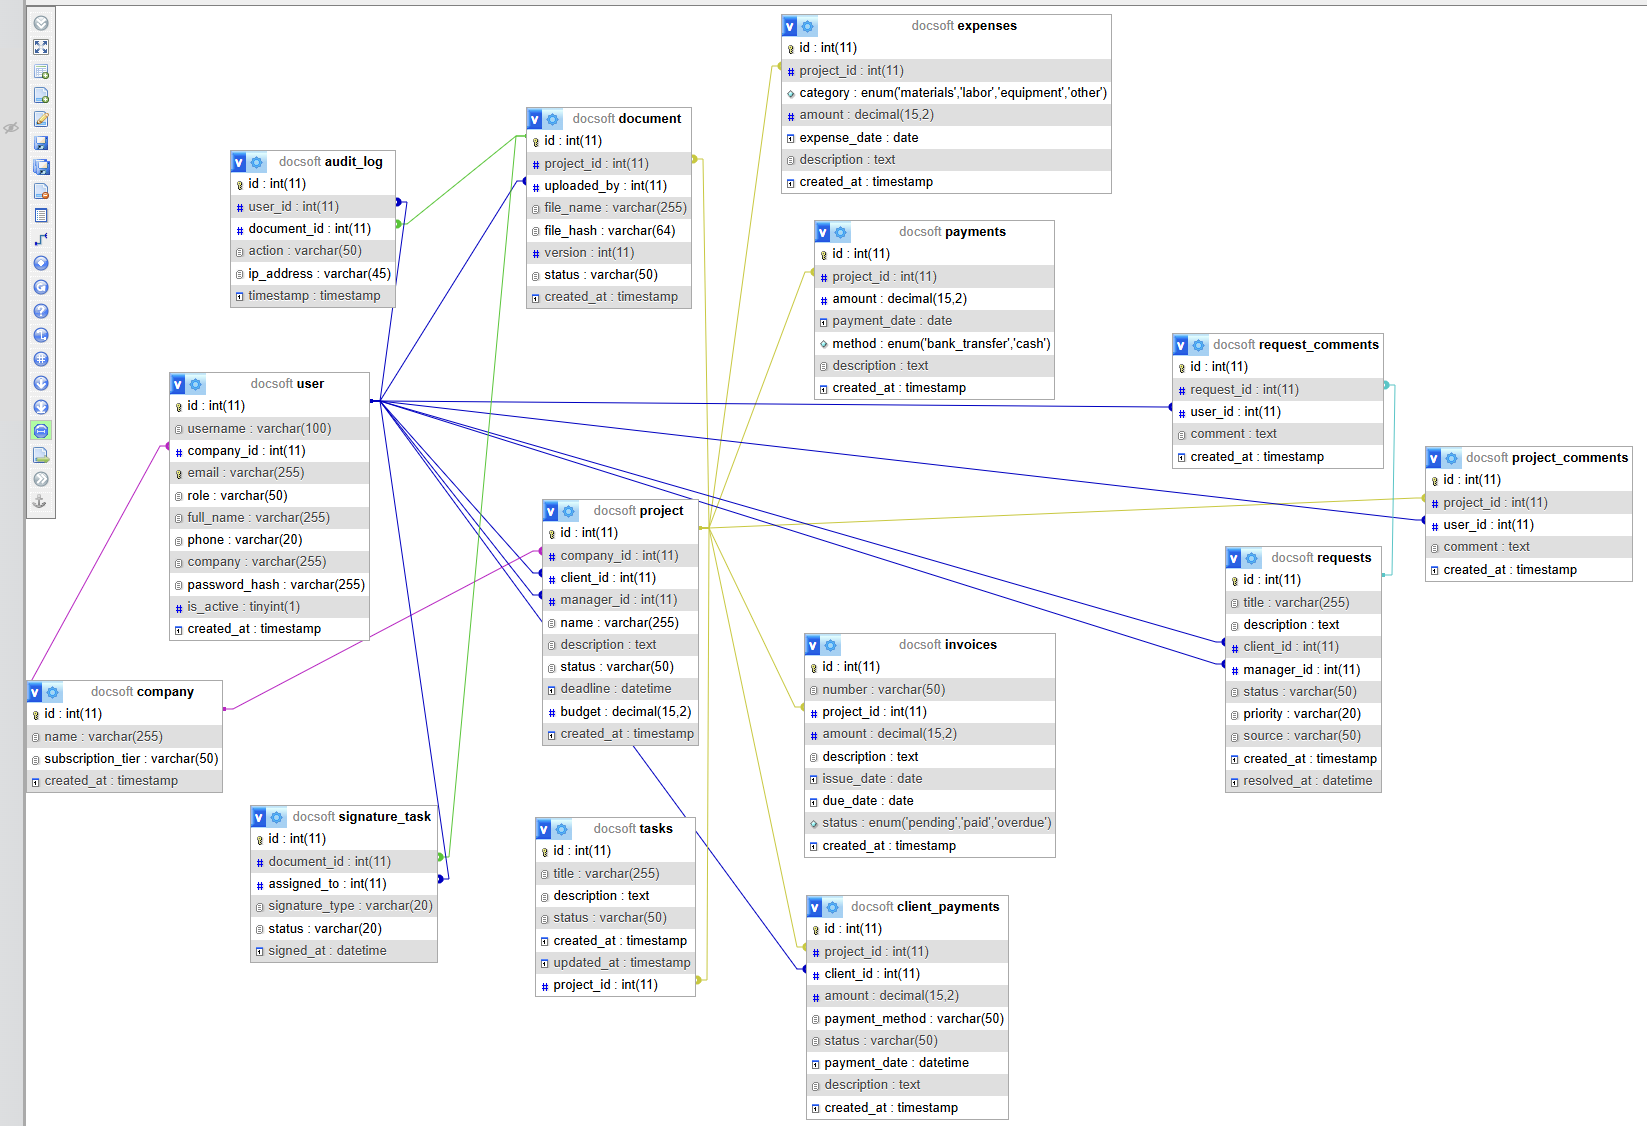 docsoft expenses
id : int(11)
project_id : int(11)
category : enum('materials','labor','equipment','other')
amount : decimal(15,2)
expense_date : date
description : text
created_at : timestamp
docsoft document
id : int(11)
project_id : int(11)
uploaded_by : int(11)
file_name : varchar(255)
file_hash : varchar(64)
version : int(11)
status : varchar(50)
created_at : timestamp
docsoft audit_log
id : int(11)
user_id : int(11)
document_id : int(11)
action : varchar(50)
ip_address : varchar(45)
timestamp : timestamp
docsoft payments
id : int(11)
project_id : int(11)
amount : decimal(15,2)
payment_date : date
method : enum('bank_transfer','cash')
description : text
created_at : timestamp
docsoft request_comments
id : int(11)
request_id : int(11)
user_id : int(11)
comment : text
created_at : timestamp
docsoft user
id : int(11)
username : varchar(100)
company_id : int(11)
email : varchar(255)
role : varchar(50)
full_name : varchar(255)
phone : varchar(20)
company : varchar(255)
password_hash : varchar(255)
is_active : tinyint(1)
created_at : timestamp
docsoft project_comments
id : int(11)
project_id : int(11)
user_id : int(11)
comment : text
created_at : timestamp
docsoft project
id : int(11)
company_id : int(11)
client_id : int(11)
manager_id : int(11)
name : varchar(255)
description : text
status : varchar(50)
deadline : datetime
budget : decimal(15,2)
created_at : timestamp
docsoft requests
id : int(11)
title : varchar(255)
description : text
client_id : int(11)
manager_id : int(11)
status : varchar(50)
priority : varchar(20)
source : varchar(50)
created_at : timestamp
resolved_at : datetime
docsoft invoices
id : int(11)
number : varchar(50)
project_id : int(11)
amount : decimal(15,2)
description : text
issue_date : date
due_date : date
status : enum('pending','paid','overdue')
created_at : timestamp
docsoft company
id : int(11)
name : varchar(255)
subscription_tier : varchar(50)
created_at : timestamp
docsoft signature_task
id : int(11)
document_id : int(11)
assigned_to : int(11)
signature_type : varchar(20)
status : varchar(20)
signed_at : datetime
docsoft tasks
id : int(11)
title : varchar(255)
description : text
status : varchar(50)
created_at : timestamp
updated_at : timestamp
project_id : int(11)
docsoft client_payments
id : int(11)
project_id : int(11)
client_id : int(11)
amount : decimal(15,2)
payment_method : varchar(50)
status : varchar(50)
payment_date : datetime
description : text
created_at : timestamp